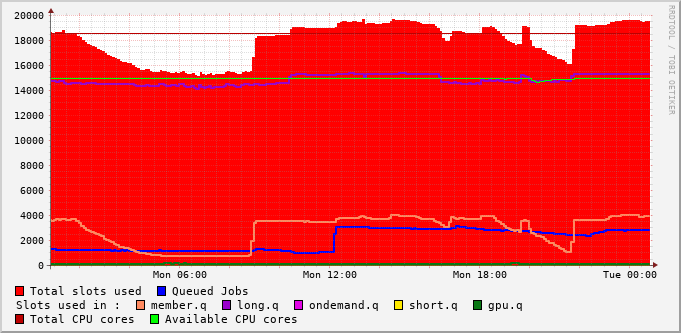 20000
18000
16000
14000
12000
10000
8000
6000
4000
2000
0
Mon 06:00 Mon 12:00 Mon 18:00 Tue 00:00
Total slots used Queued Jobs
Slots used in : member.q long.q ondemand.q short.q gpu.q
Total CPU cores Available CPU cores
RRDTOOL / TOBI OETIKER